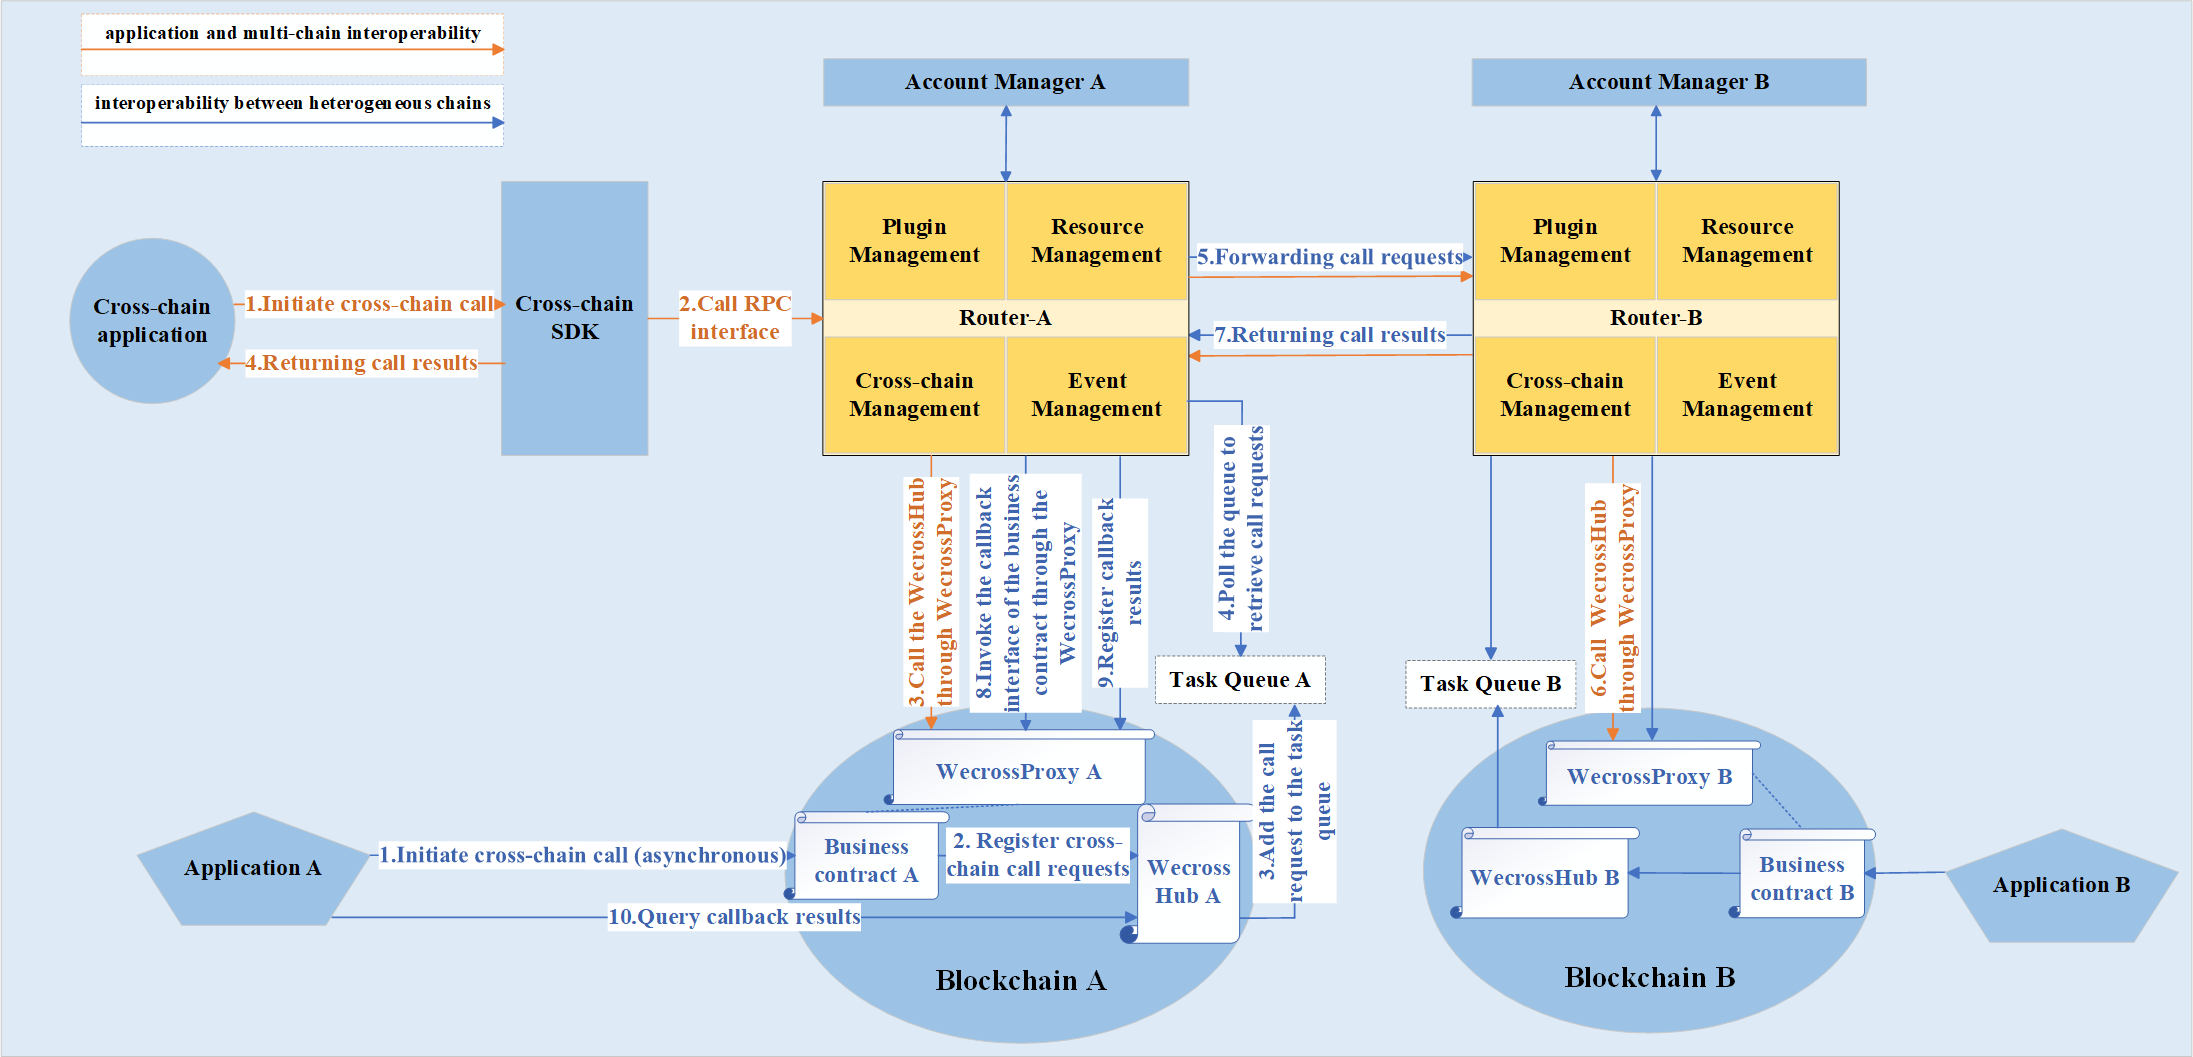 application and multi-chain interoperability
interoperability between heterogeneous chains
Account Manager A
Account Manager B
Plugin
Management
Resource
Management
Router-A
Cross-chain
Management
Event
Management
Plugin
Management
Resource
Management
Router-B
Cross-chain
Management
Event
Management
Cross-chain
application
1.Initiate cross-chain call
4.Returning call results
Cross-chain
SDK
2.Call RPC
interface
5.Forwarding call requests
7.Returning call results
3.Call the WecrossHub
through WecrossProxy
8.Invoke the callback
interface of the business
contract through the
WecrossProxy
9.Register callback
results
4.Poll the queue to
retrieve call requests
Task Queue A
Task Queue B
6.Call WecrossHub
through WecrossProxy
WecrossProxy A
WecrossProxy B
3.Add the call
request to the task
queue
Application A
1.Initiate cross-chain call (asynchronous)
Business
contract A
2. Register cross-
chain call requests
Wecross
Hub A
10.Query callback results
Blockchain A
WecrossHub B
Business
contract B
Application B
Blockchain B